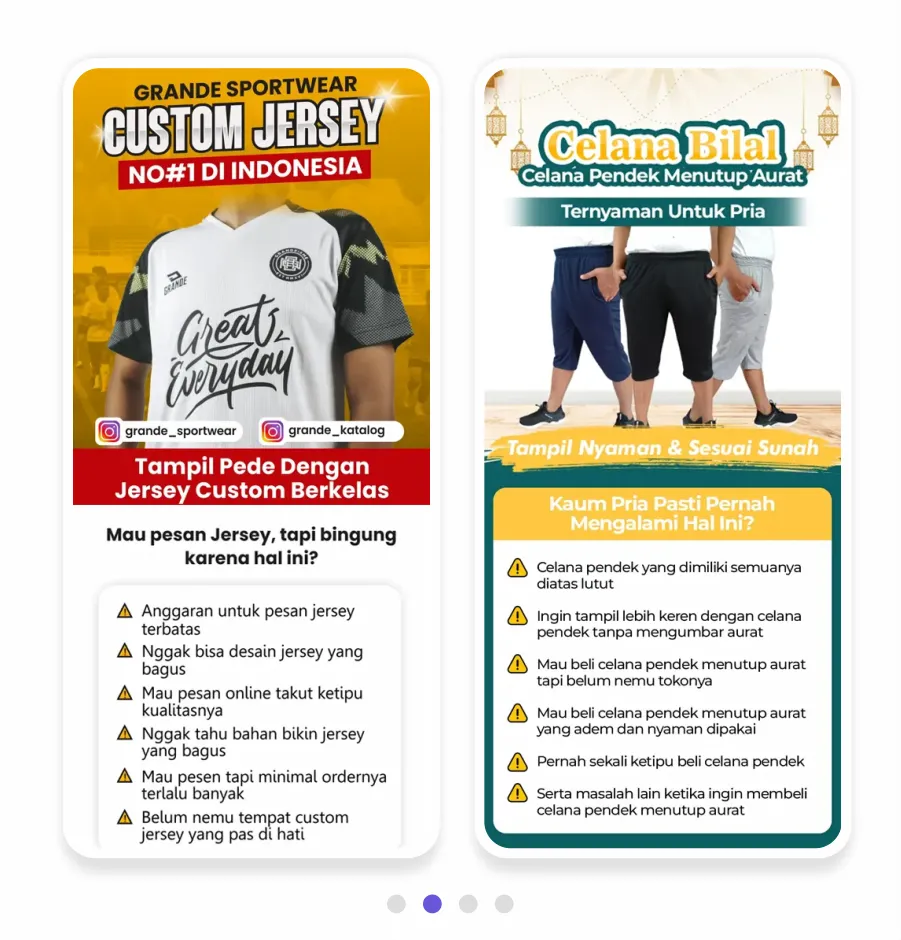 GRANDE SPORTWEAR
CUSTOM JERSEY
NO#1 DI INDONESIA
GRANDE
Great
Everyday
grande_sportwear
grande_katalog
Tampil Pede Dengan
Jersey Custom Berkelas
Mau pesan Jersey, tapi bingung
karena hal ini?
Anggaran untuk pesan jersey
terbatas
Nggak bisa desain jersey yang
bagus
Mau pesan online takut ketipu
kualitasnya
Nggak tahu bahan bikin jersey
yang bagus
Mau pesen tapi minimal ordernya
terlalu banyak
Belum nemu tempat custom
jersey yang pas di hati
Celana Bilal
Celana Pendek Menutup Aurat
Ternyaman Untuk Pria
Tampil Nyaman & Sesuai Sunah
Kaum Pria Pasti Pernah
Mengalami Hal Ini?
Celana pendek yang dimiliki semuanya
diatas lutut
Ingin tampil lebih keren dengan celana
pendek tanpa mengumbar aurat
Mau beli celana pendek menutup aurat
tapi belum nemu tokonya
Mau beli celana pendek menutup aurat
yang adem dan nyaman dipakai
Pernah sekali ketipu beli celana pendek
Serta masalah lain ketika ingin membeli
celana pendek menutup aurat